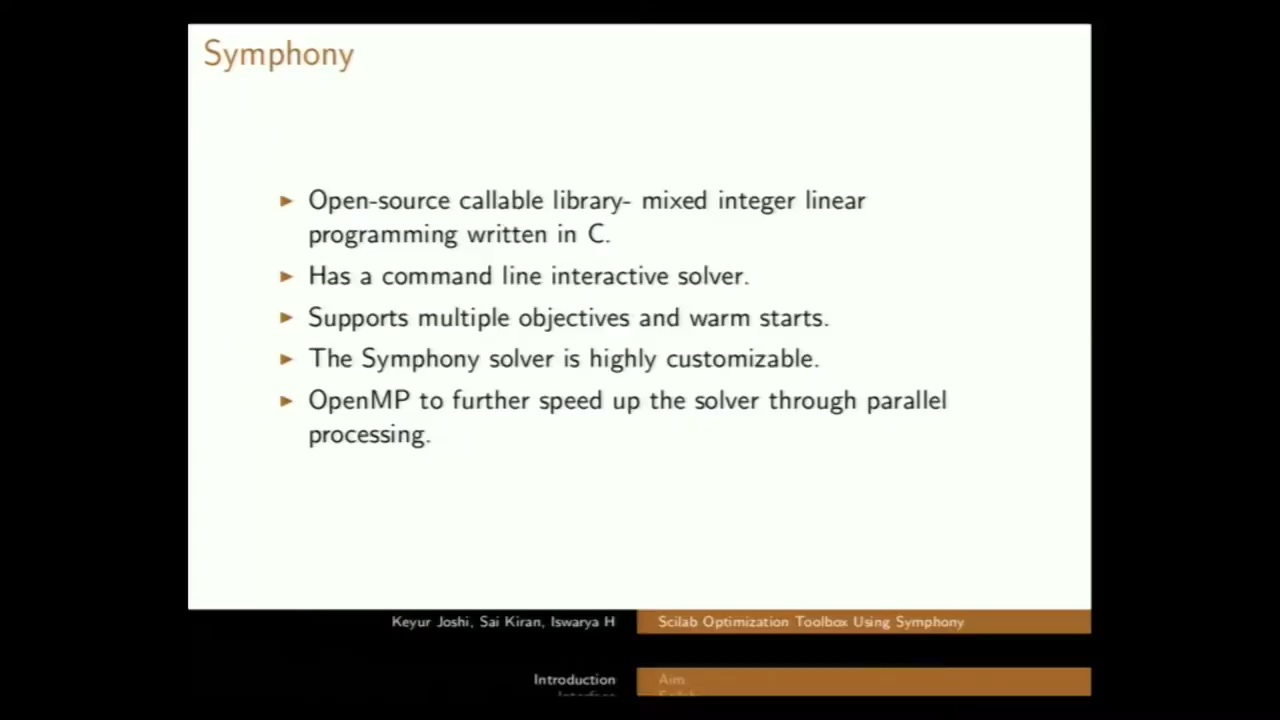 Symphony
Open-source callable library- mixed integer linear
programming written in C.
Has a command line interactive solver.
Supports multiple objectives and warm starts.
The Symphony solver is highly customizable.
OpenMP to further speed up the solver through parallel
processing.
Keyur Joshi, Sai Kiran, Iswarya H
Scilab Optimization Toolbox Using Symphony
Introduction
Aim